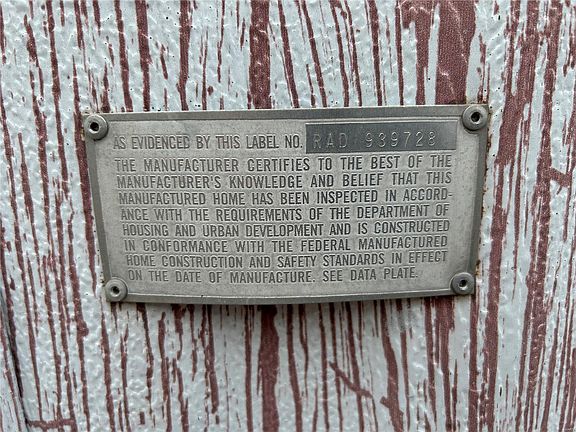 AS EVIDENCED BY THIS LABEL NO. RAD 939728
THE MANUFACTURER CERTIFIES TO THE BEST OF THE
MANUFACTURER'S KNOWLEDGE AND BELIEF THAT THIS
MANUFACTURED HOME HAS BEEN INSPECTED IN ACCORD-
ANCE WITH THE REQUIREMENTS OF THE DEPARTMENT OF
HOUSING AND URBAN DEVELOPMENT AND IS CONSTRUCTED
IN CONFORMANCE WITH THE FEDERAL MANUFACTURED
HOME CONSTRUCTION AND SAFETY STANDARDS IN EFFECT
ON THE DATE OF MANUFACTURE. SEE DATA PLATE.